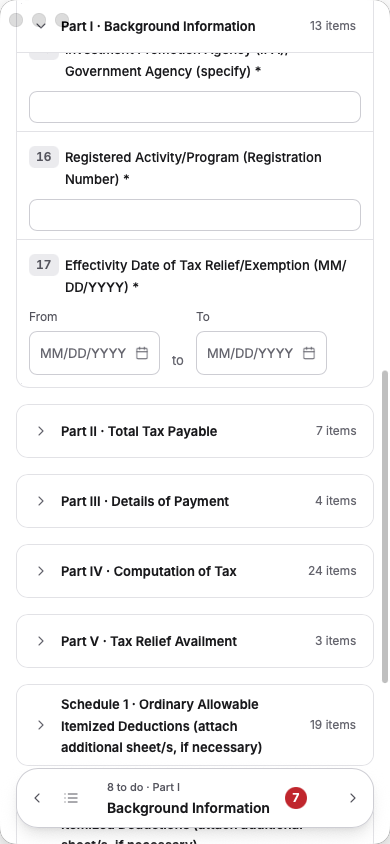 Part I · Background Information
13 items
Government Agency (specify) *
16
Registered Activity/Program (Registration
Number) *
17
Effectivity Date of Tax Relief/Exemption (MM/
DD/YYYY) *
From
To
MM/DD/YYYY
to
MM/DD/YYYY
Part II · Total Tax Payable
7 items
Part III · Details of Payment
4 items
Part IV · Computation of Tax
24 items
Part V · Tax Relief Availment
3 items
Schedule 1 · Ordinary Allowable
Itemized Deductions (attach
additional sheet/s, if necessary)
19 items
8 to do · Part I
Background Information
7